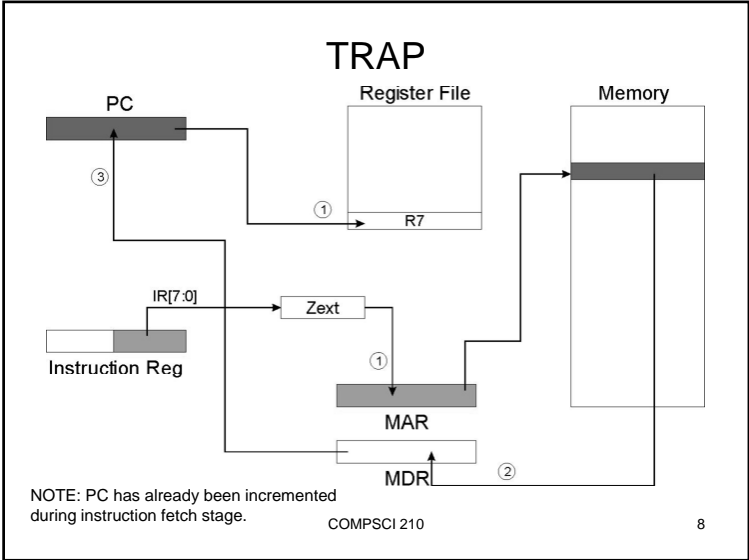 TRAP
PC
Register File
Memory
③
①
R7
IR[7:0]
Zext
Instruction Reg
①
MAR
MDR
②
NOTE: PC has already been incremented
during instruction fetch stage.
COMPSCI 210
8